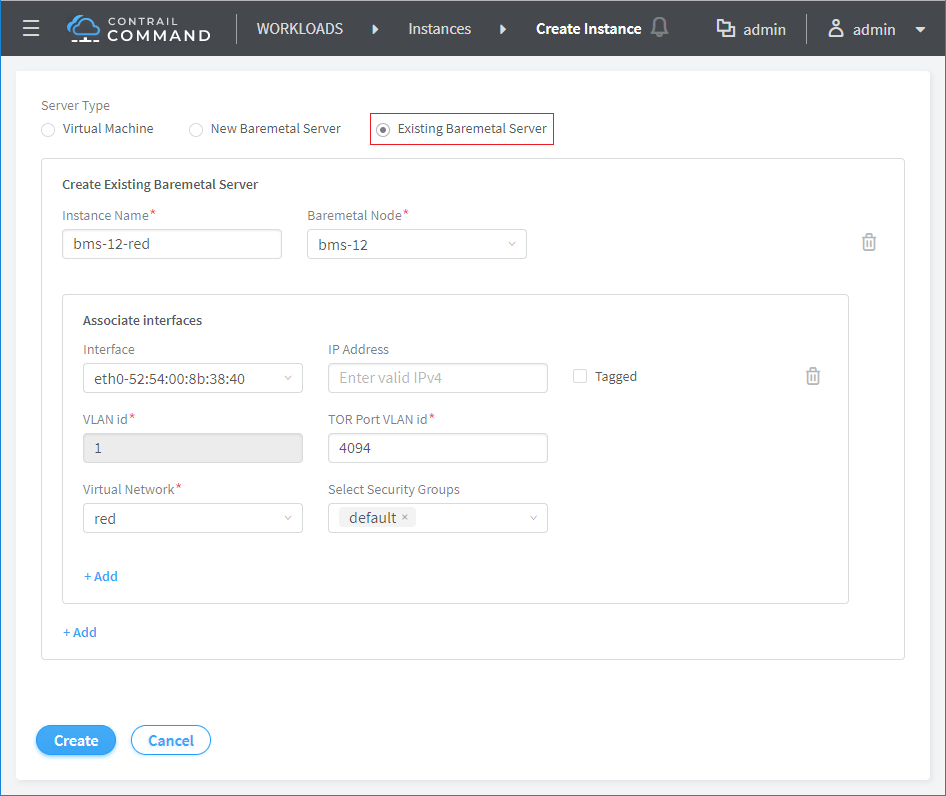 CONTRAIL
COMMAND
WORKLOADS Instances Create Instance admin admin
Server Type
Virtual Machine New Baremetal Server Existing Baremetal Server
Create Existing Baremetal Server
Instance Name* Baremetal Node*
bms-12-red bms-12
Associate interfaces
Interface IP Address
eth0-52:54:00:8b:38:40 Enter valid IPv4 Tagged
VLAN id* TOR Port VLAN id*
1 4094
Virtual Network* Select Security Groups
red default ×
+ Add
+ Add
Create Cancel